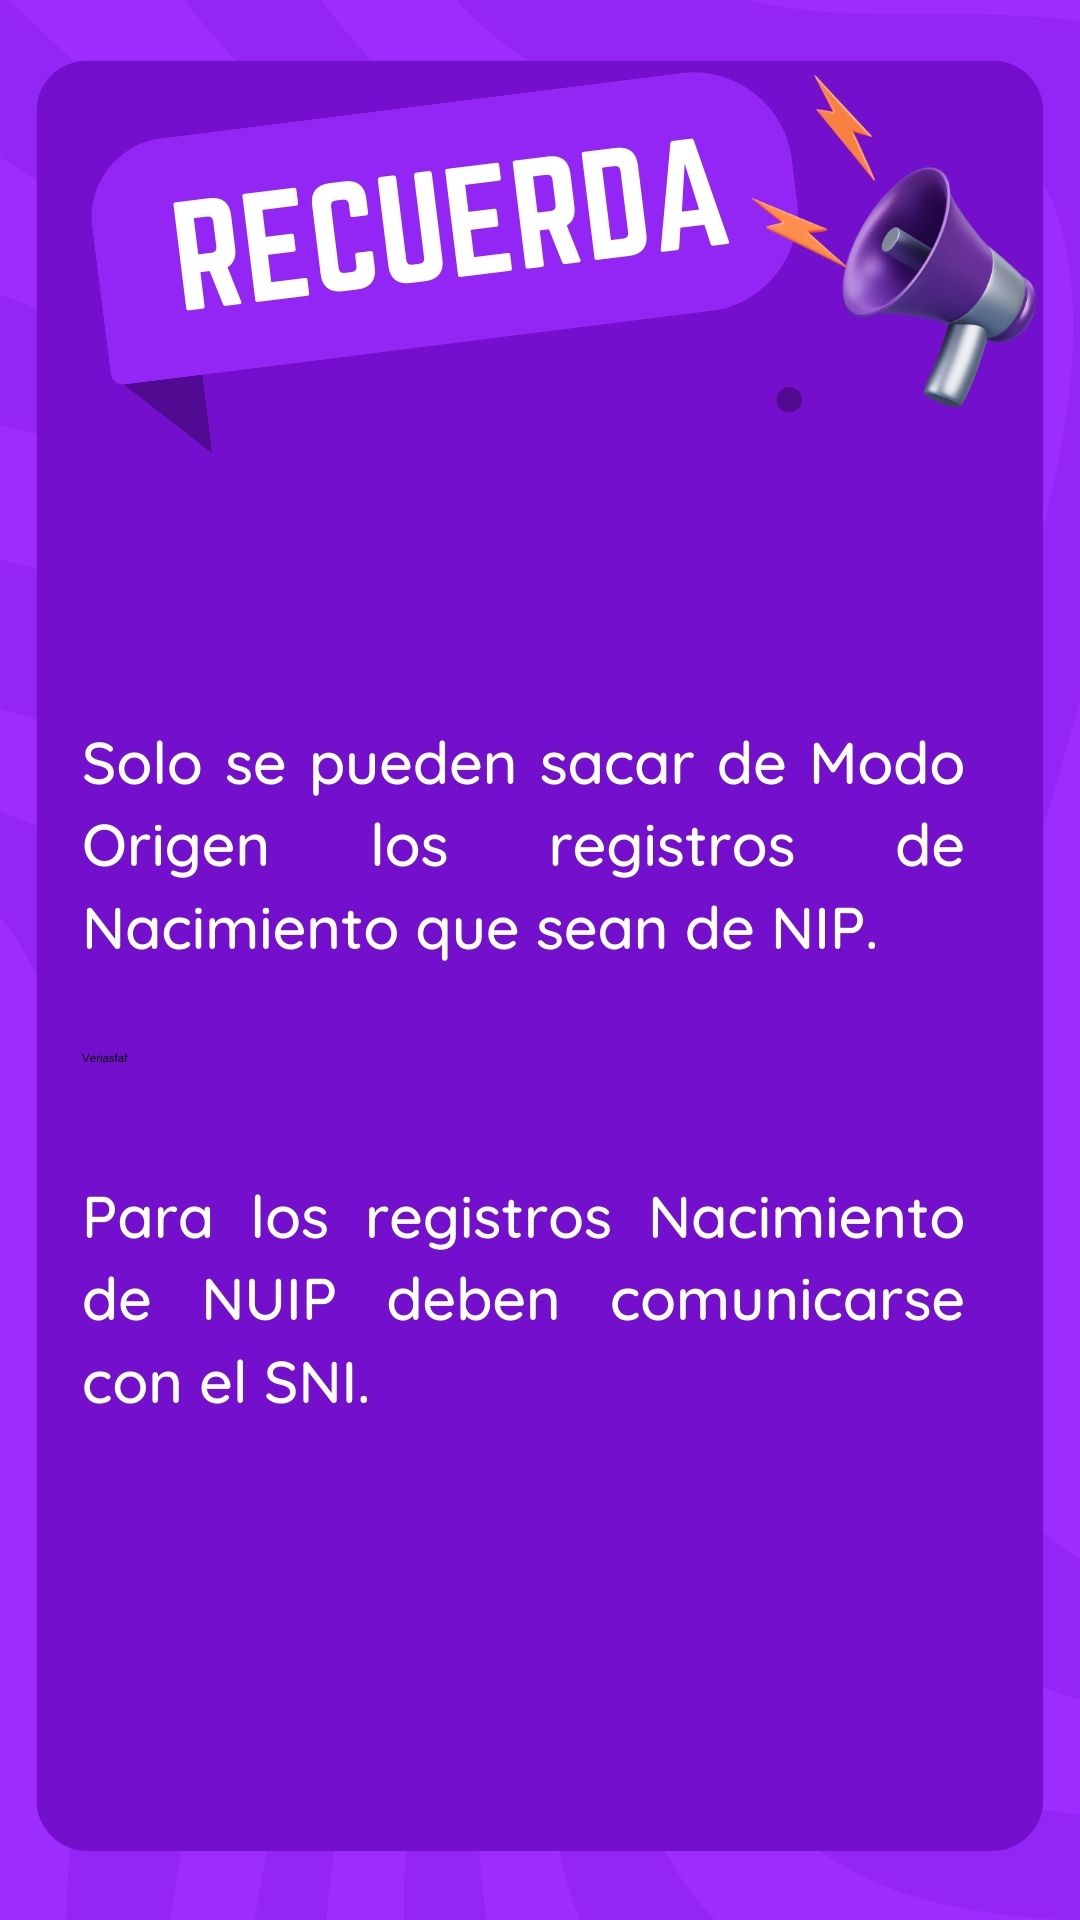 RECUERDA
Solo se pueden sacar de Modo
Origen los registros de
Nacimiento que sean de NIP.
Veriasfaf
Para los registros Nacimiento
de NUIP deben comunicarse
con el SNI.